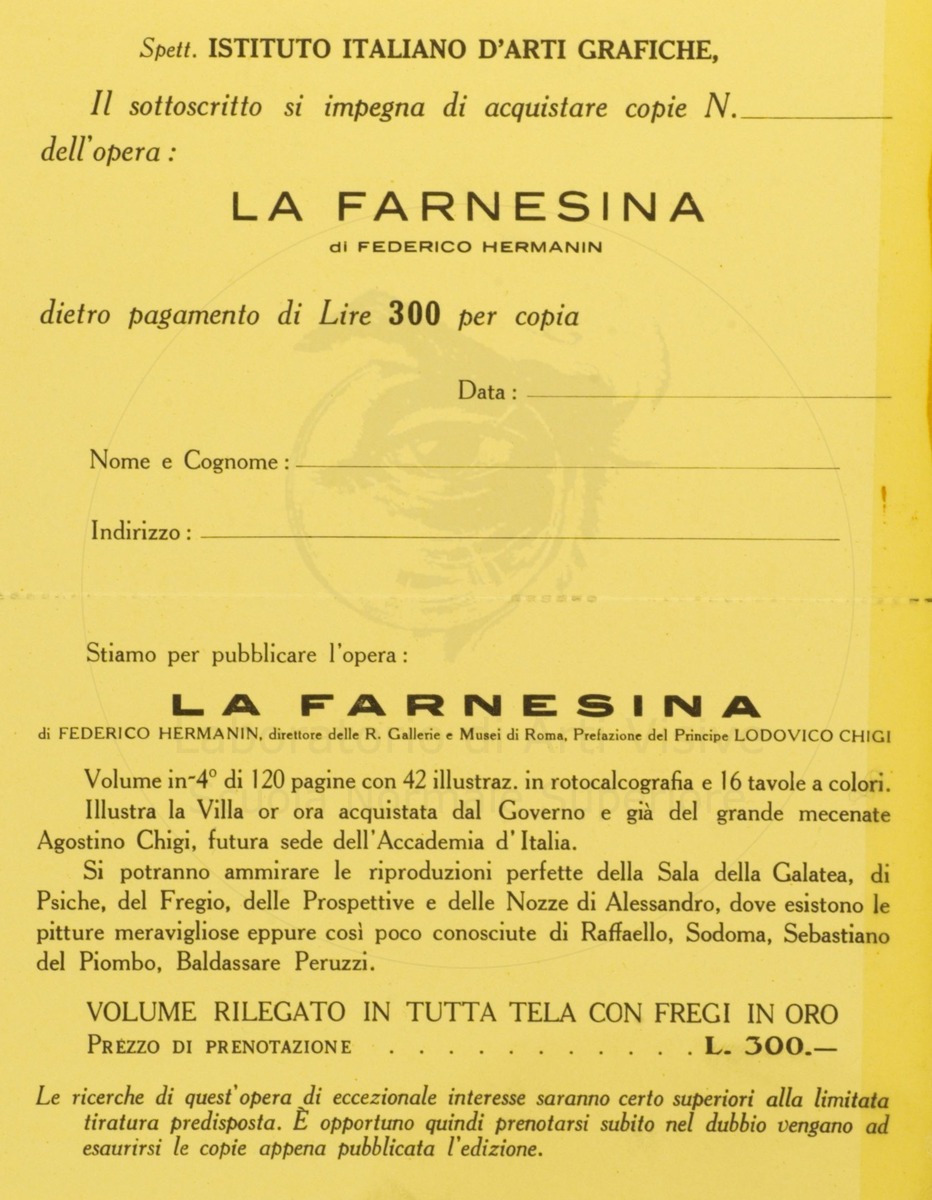 Spett. ISTITUTO ITALIANO D'ARTI GRAFICHE,
Il sottoscritto si impegna di acquistare copie N.
dell'opera :
LA FARNESINA
di FEDERICO HERMANIN
dietro pagamento di Lire 300 per copia
Data :
Nome e Cognome :
Indirizzo :
Stiamo per pubblicare l'opera :
LA FARNESINA
di FEDERICO HERMANIN, direttore delle R. Gallerie e Musei di Roma, Prefazione del Principe LODOVICO CHIGI
Volume in-4º di 120 pagine con 42 illustraz. in rotocalcografia e 16 tavole a colori.
Illustra la Villa or ora acquistata dal Governo e già del grande mecenate
Agostino Chigi, futura sede dell'Accademia d'Italia.
Si potranno ammirare le riproduzioni perfette della Sala della Galatea, di
Psiche, del Fregio, delle Prospettive e delle Nozze di Alessandro, dove esistono le
pitture meravigliose eppure così poco conosciute di Raffaello, Sodoma, Sebastiano
del Piombo, Baldassare Peruzzi.
VOLUME RILEGATO IN TUTTA TELA CON FREGI IN ORO
PREZZO DI PRENOTAZIONE . . . . . . . . . . . . L. 300.—
Le ricerche di quest'opera di eccezionale interesse saranno certo superiori alla limitata
tiratura predisposta. È opportuno quindi prenotarsi subito nel dubbio vengano ad
esaurirsi le copie appena pubblicata l'edizione.